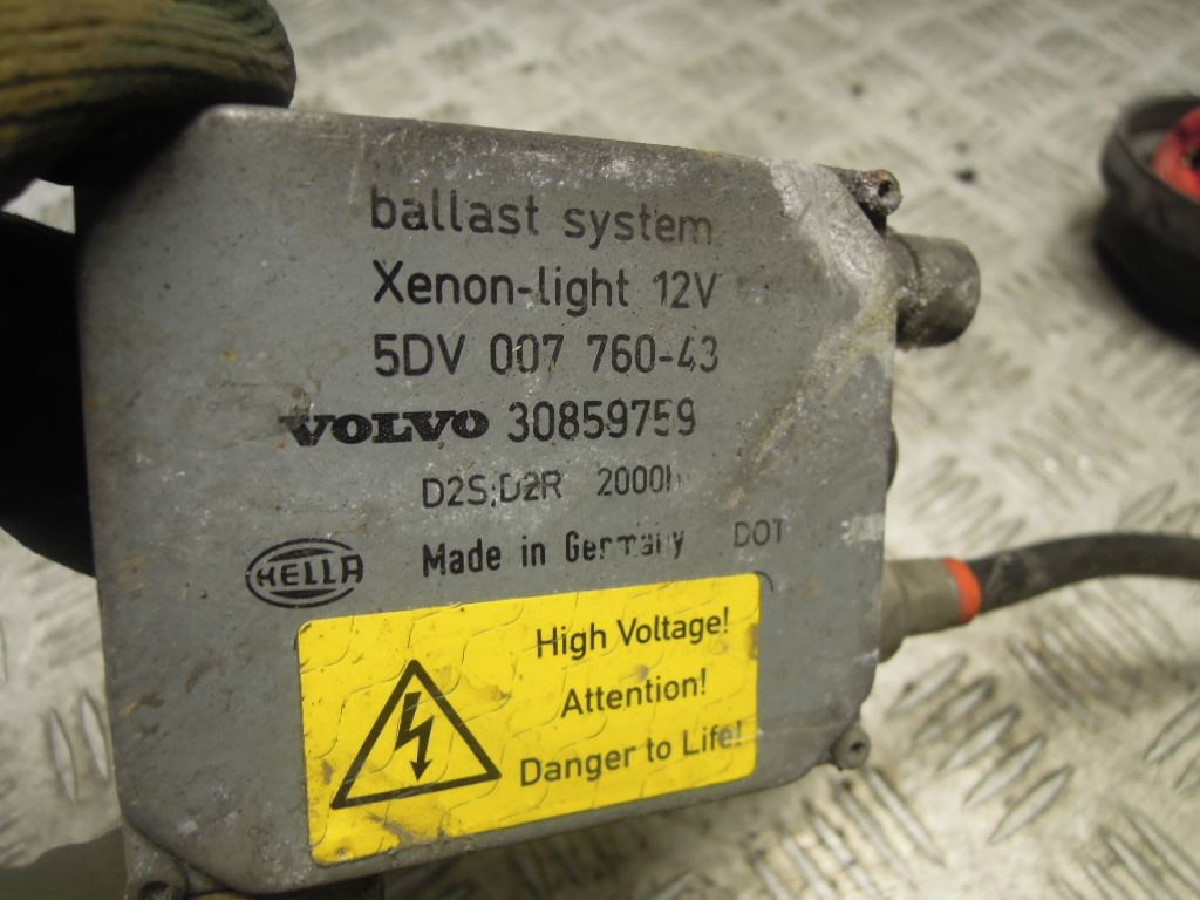 ballast system
Xenon-light 12V
5DV 007 760-43
VOLVO 30859759
D2S;D2R 2000h
HELLA Made in Germany DOT
High Voltage!
Attention!
Danger to Life!